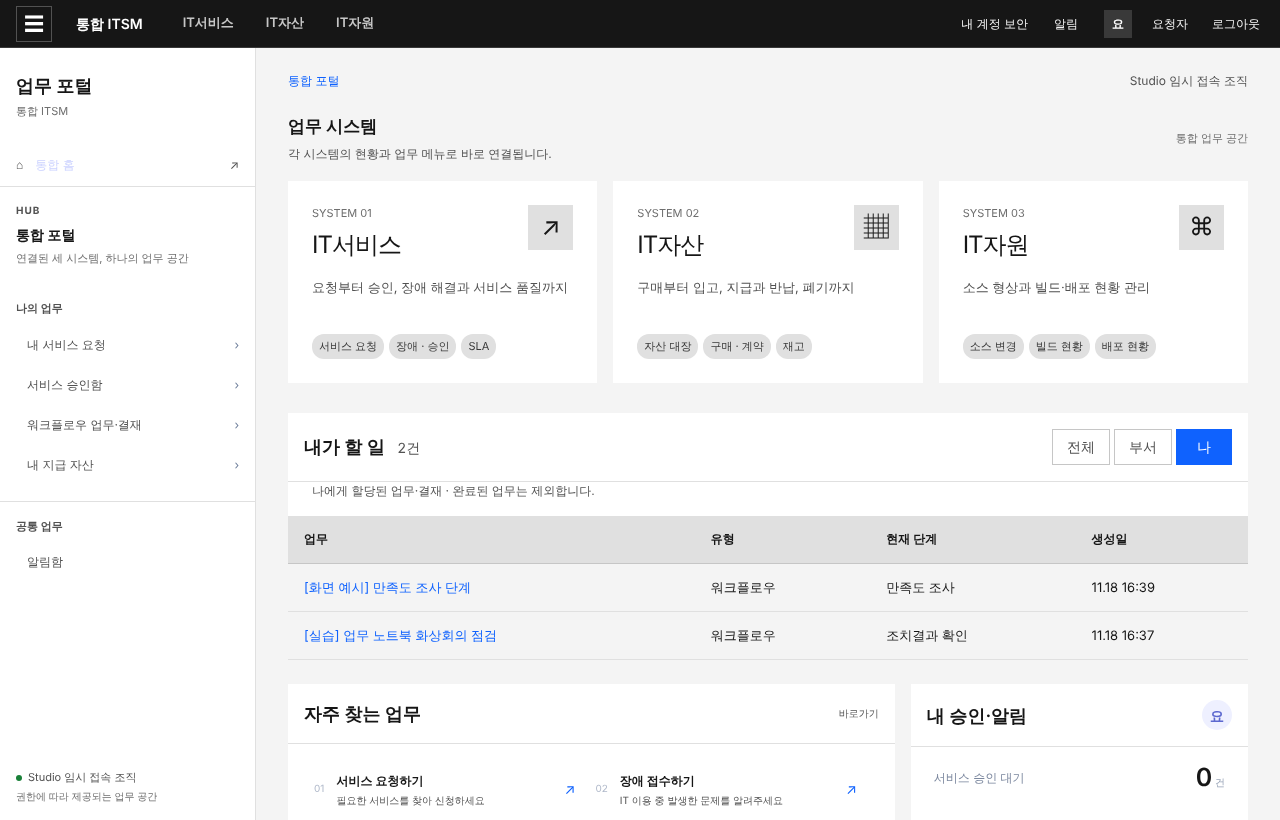 통합 ITSM IT서비스 IT자산 IT자원 내 계정 보안 알림 요 요청자 로그아웃
업무 포털
통합 ITSM
통합 홈
HUB
통합 포털
연결된 세 시스템, 하나의 업무 공간
나의 업무
내 서비스 요청
서비스 승인함
워크플로우 업무·결재
내 지급 자산
공통 업무
알림함
Studio 임시 접속 조직
권한에 따라 제공되는 업무 공간
통합 포털 Studio 임시 접속 조직
업무 시스템
각 시스템의 현황과 업무 메뉴로 바로 연결됩니다.
통합 업무 공간
SYSTEM 01
IT서비스
요청부터 승인, 장애 해결과 서비스 품질까지
서비스 요청 장애 · 승인 SLA
SYSTEM 02
IT자산
구매부터 입고, 지급과 반납, 폐기까지
자산 대장 구매 · 계약 재고
SYSTEM 03
IT자원
소스 형상과 빌드·배포 현황 관리
소스 변경 빌드 현황 배포 현황
내가 할 일 2건 전체 부서 나
나에게 할당된 업무·결재 · 완료된 업무는 제외합니다.
업무 유형 현재 단계 생성일
[화면 예시] 만족도 조사 단계 워크플로우 만족도 조사 11.18 16:39
[실습] 업무 노트북 화상회의 점검 워크플로우 조치결과 확인 11.18 16:37
자주 찾는 업무 바로가기
01 서비스 요청하기
필요한 서비스를 찾아 신청하세요
02 장애 접수하기
IT 이용 중 발생한 문제를 알려주세요
내 승인·알림 요
서비스 승인 대기 0 건